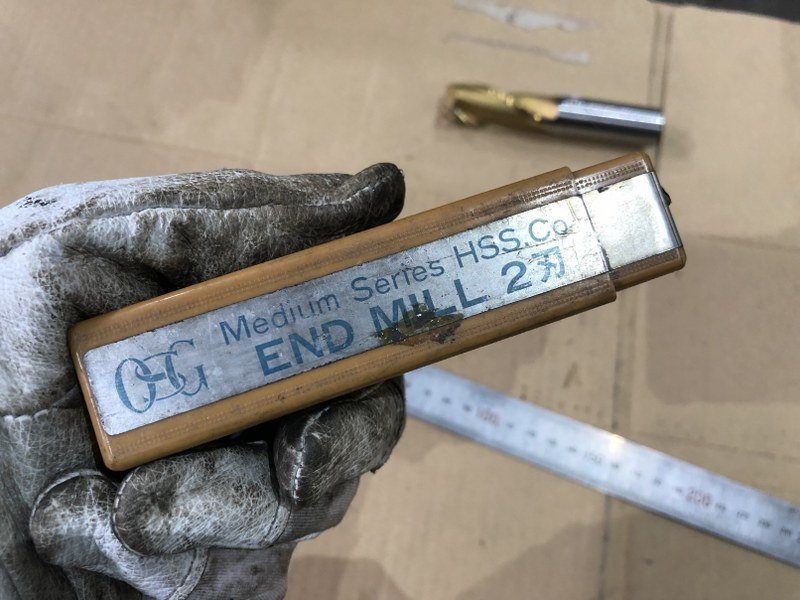 OSG
Medium Series HSS.Co
END MILL 2刃
100
150
200